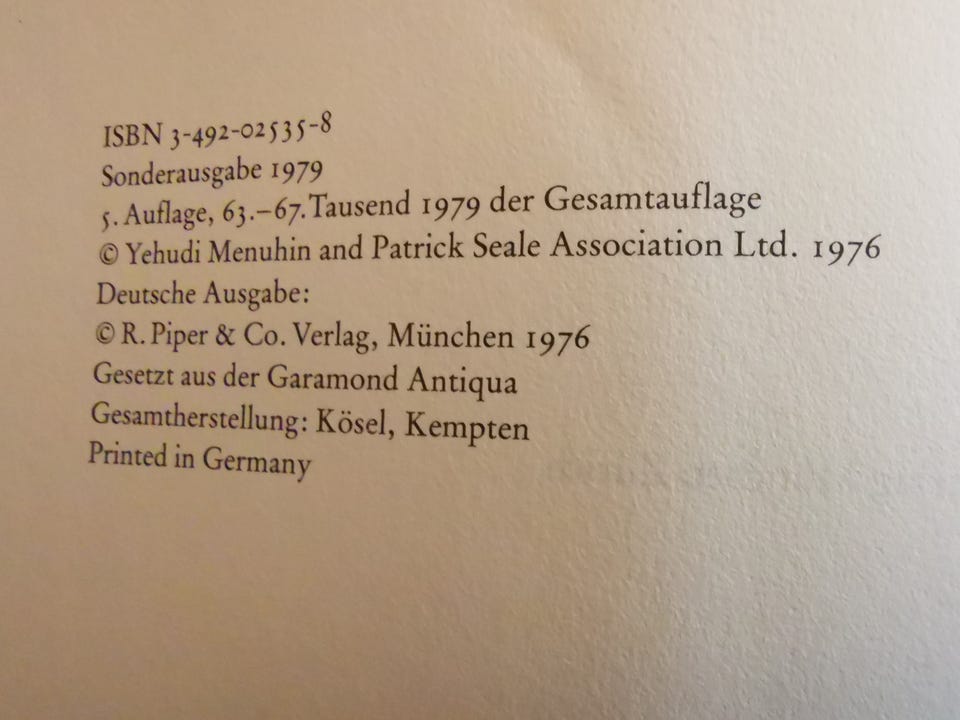 ISBN 3-492-02535-8
Sonderausgabe 1979
5. Auflage, 63.–67. Tausend 1979 der Gesamtauflage
© Yehudi Menuhin and Patrick Seale Association Ltd. 1976
Deutsche Ausgabe:
© R. Piper & Co. Verlag, München 1976
Gesetzt aus der Garamond Antiqua
Gesamtherstellung: Kösel, Kempten
Printed in Germany